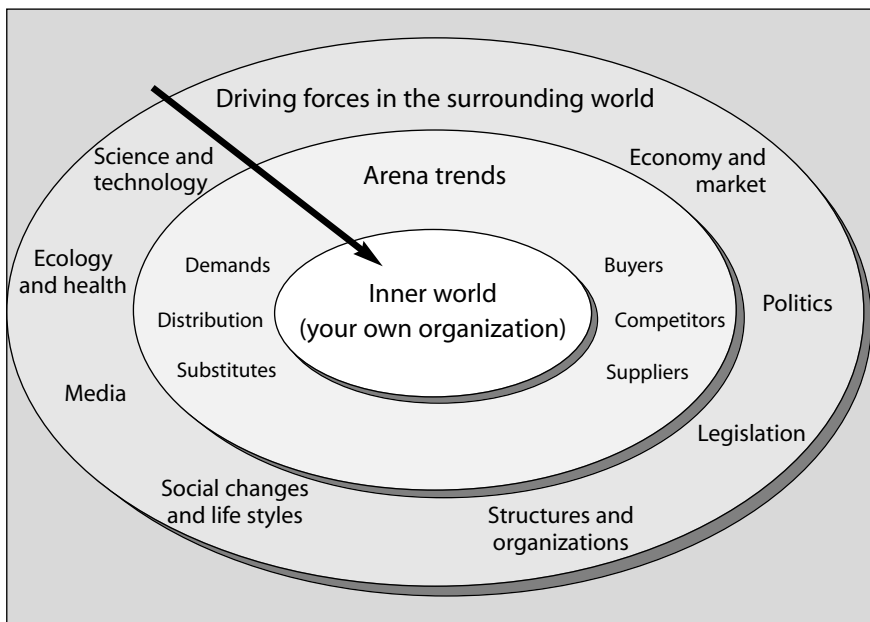 Driving forces in the surrounding world
Science and
technology
Economy and
market
Arena trends
Ecology
and health
Demands
Buyers
Inner world
(your own organization)
Politics
Distribution
Competitors
Substitutes
Suppliers
Media
Legislation
Social changes
and life styles
Structures and
organizations